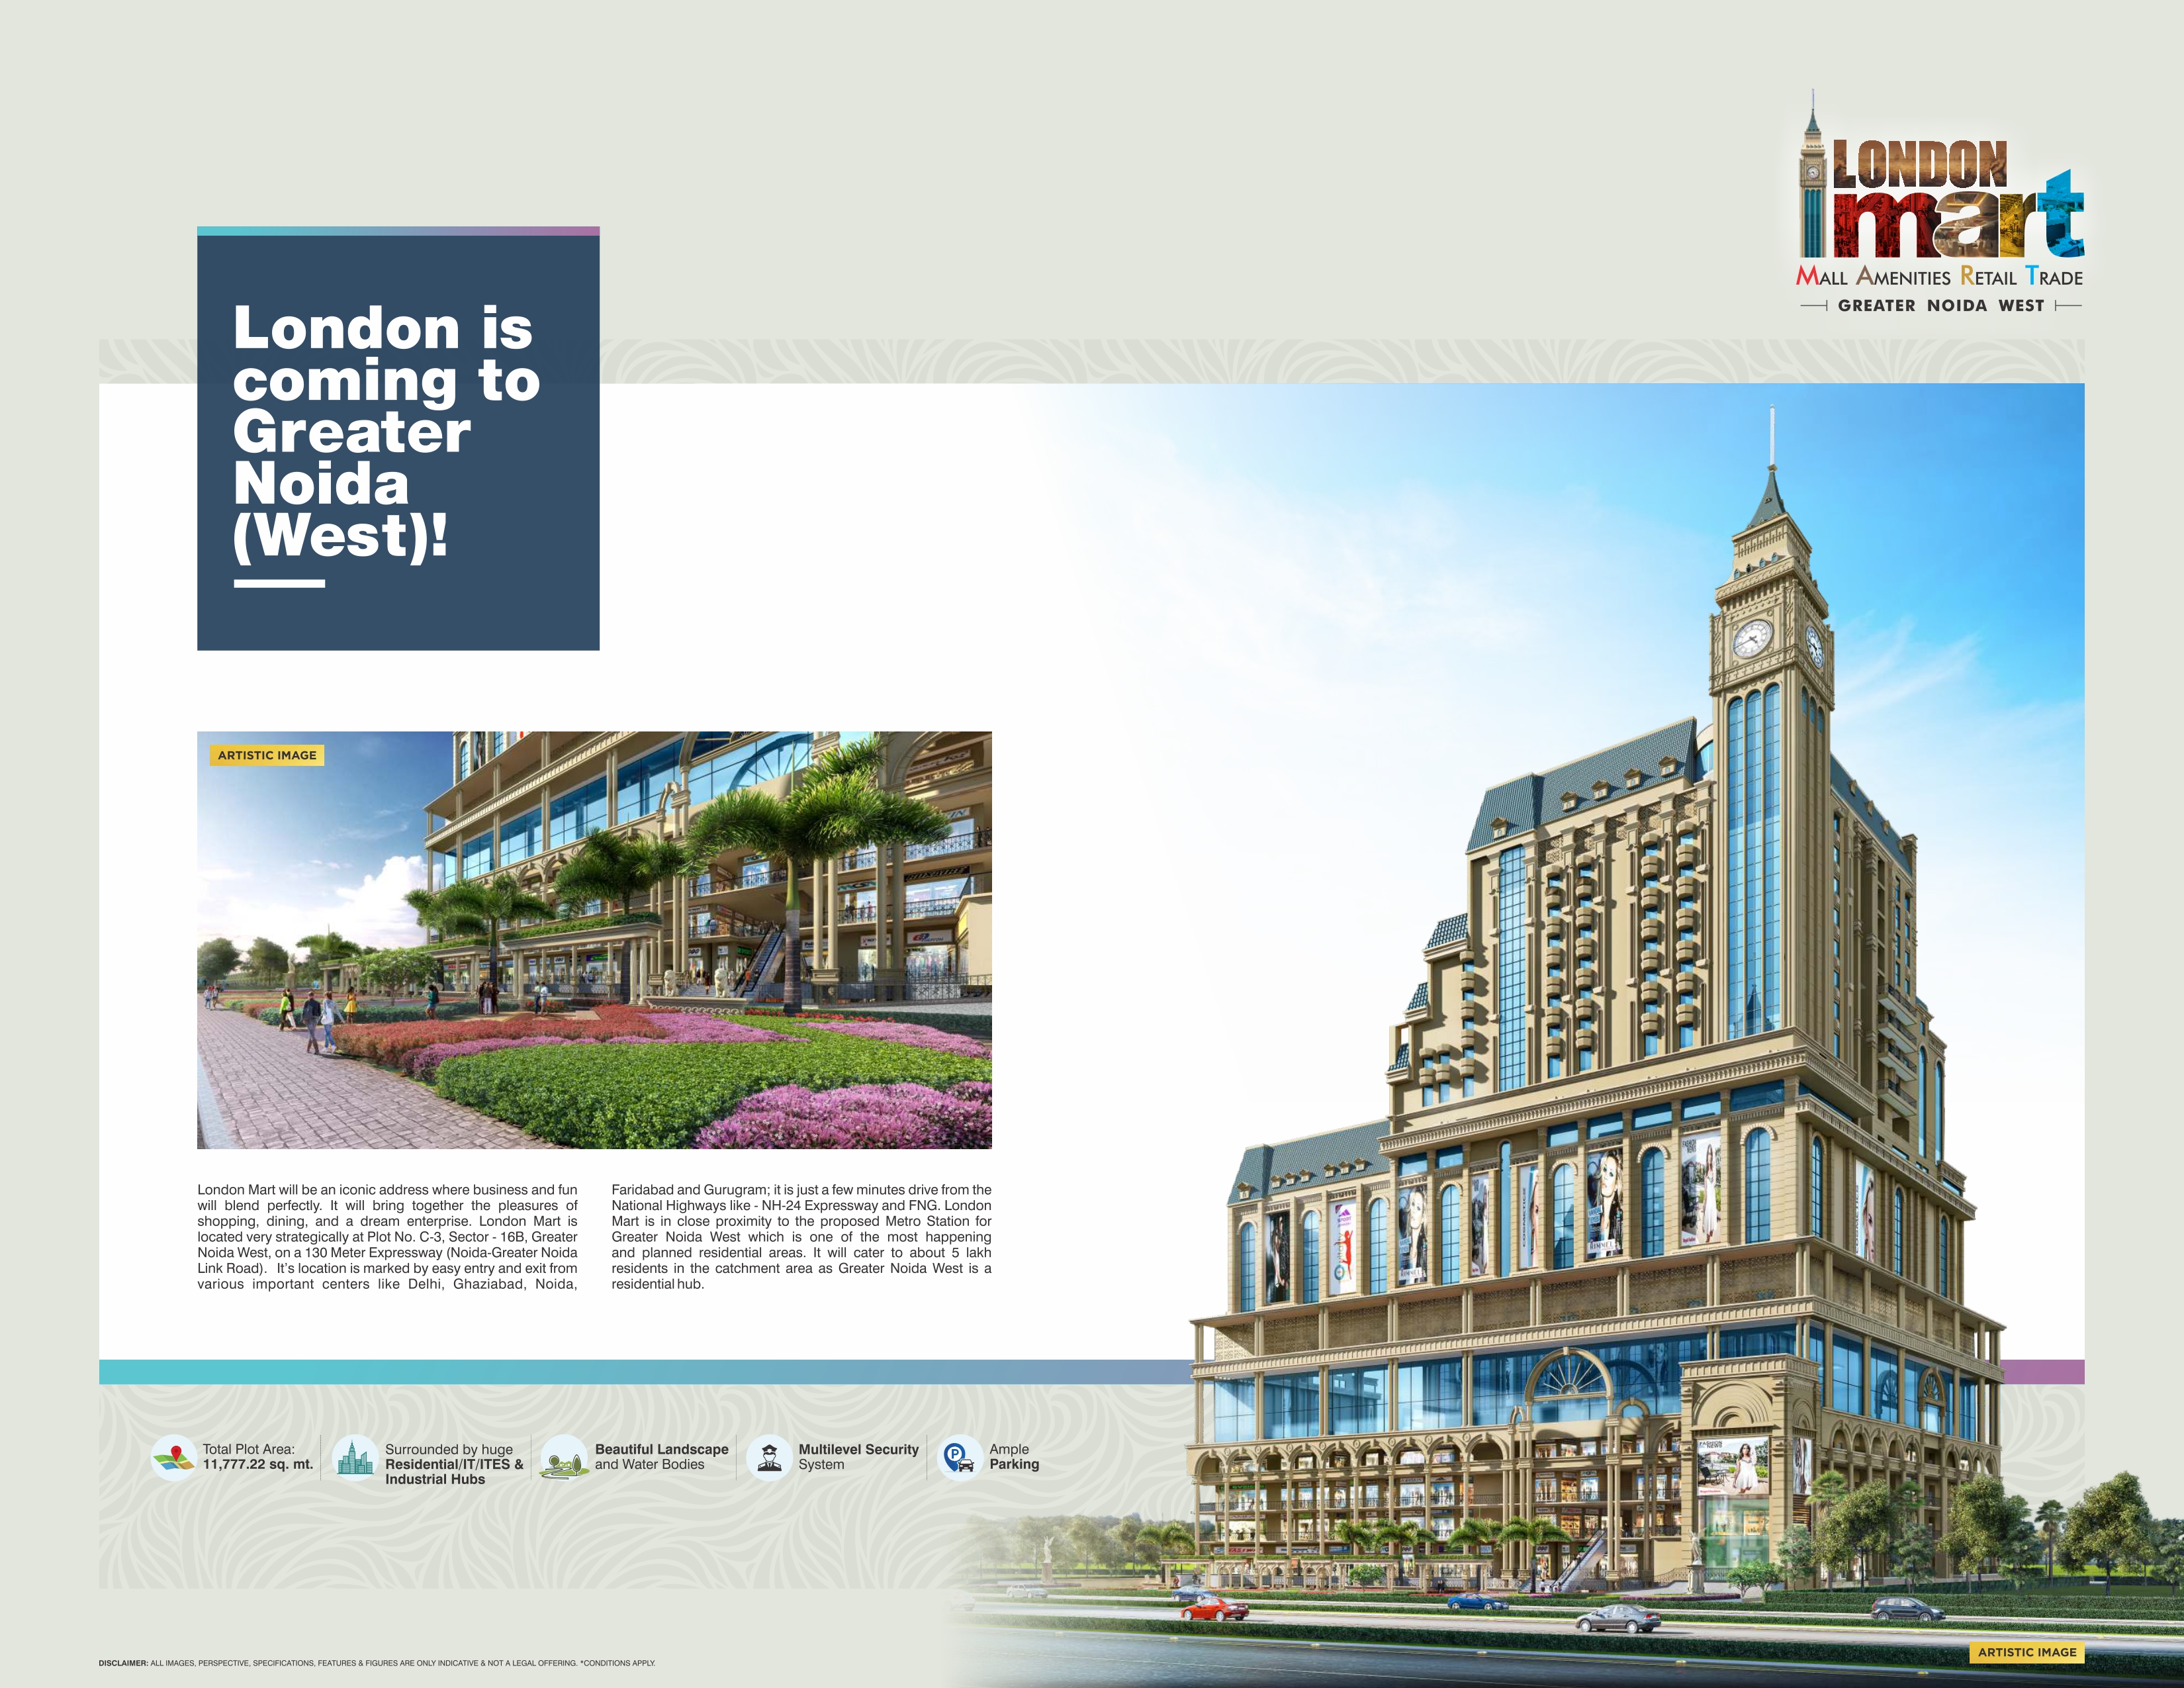 LONDON
mart
MALL AMENITIES RETAIL TRADE
GREATER NOIDA WEST
London is
coming to
Greater
Noida
(West)!
ARTISTIC IMAGE
London Mart will be an iconic address where business and fun
will blend perfectly. It will bring together the pleasures of
shopping, dining, and a dream enterprise. London Mart is
located very strategically at Plot No. C-3, Sector - 16B, Greater
Noida West, on a 130 Meter Expressway (Noida-Greater Noida
Link Road). It's location is marked by easy entry and exit from
various important centers like Delhi, Ghaziabad, Noida,
Faridabad and Gurugram; it is just a few minutes drive from the
National Highways like - NH-24 Expressway and FNG. London
Mart is in close proximity to the proposed Metro Station for
Greater Noida West which is one of the most happening
and planned residential areas. It will cater to about 5 lakh
residents in the catchment area as Greater Noida West is a
residential hub.
Total Plot Area:
11,777.22 sq. mt.
Surrounded by huge
Residential/IT/ITES &
Industrial Hubs
Beautiful Landscape
and Water Bodies
Multilevel Security
System
P
Ample
Parking
RIMMEL
RIMMEL
ARTISTIC IMAGE
DISCLAIMER: ALL IMAGES, PERSPECTIVE, SPECIFICATIONS, FEATURES & FIGURES ARE ONLY INDICATIVE & NOT A LEGAL OFFERING. *CONDITIONS APPLY.